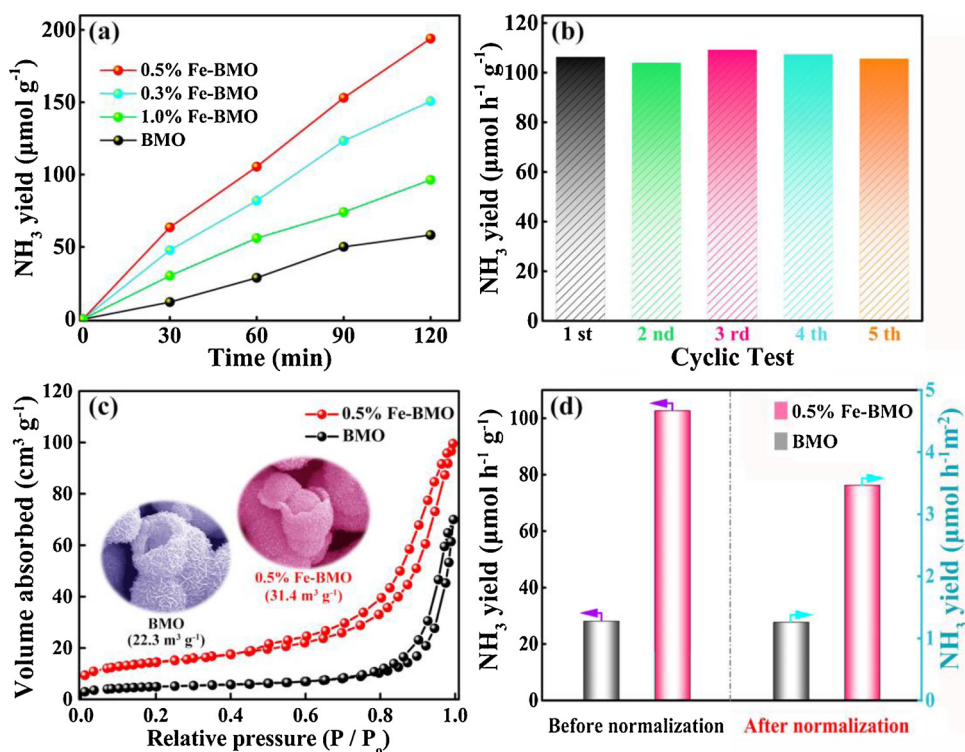 (a)
NH₃ yield (μmol g⁻¹)
200
150
100
50
0
0.5% Fe-BMO
0.3% Fe-BMO
1.0% Fe-BMO
BMO
0 30 60 90 120
Time (min)
(b)
NH₃ yield (μmol h⁻¹ g⁻¹)
120
100
80
60
40
20
0
1 st 2 nd 3 rd 4 th 5 th
Cyclic Test
(c)
Volume absorbed (cm³ g⁻¹)
120
100
80
60
40
20
0
0.5% Fe-BMO
BMO
0.5% Fe-BMO
(31.4 m³ g⁻¹)
BMO
(22.3 m³ g⁻¹)
0.0 0.2 0.4 0.6 0.8 1.0
Relative pressure (P / P₀)
(d)
NH₃ yield (μmol h⁻¹ g⁻¹)
100
80
60
40
20
0
0.5% Fe-BMO
BMO
5
4
3
2
1
0
NH₃ yield (μmol h⁻¹m⁻²)
Before normalization After normalization